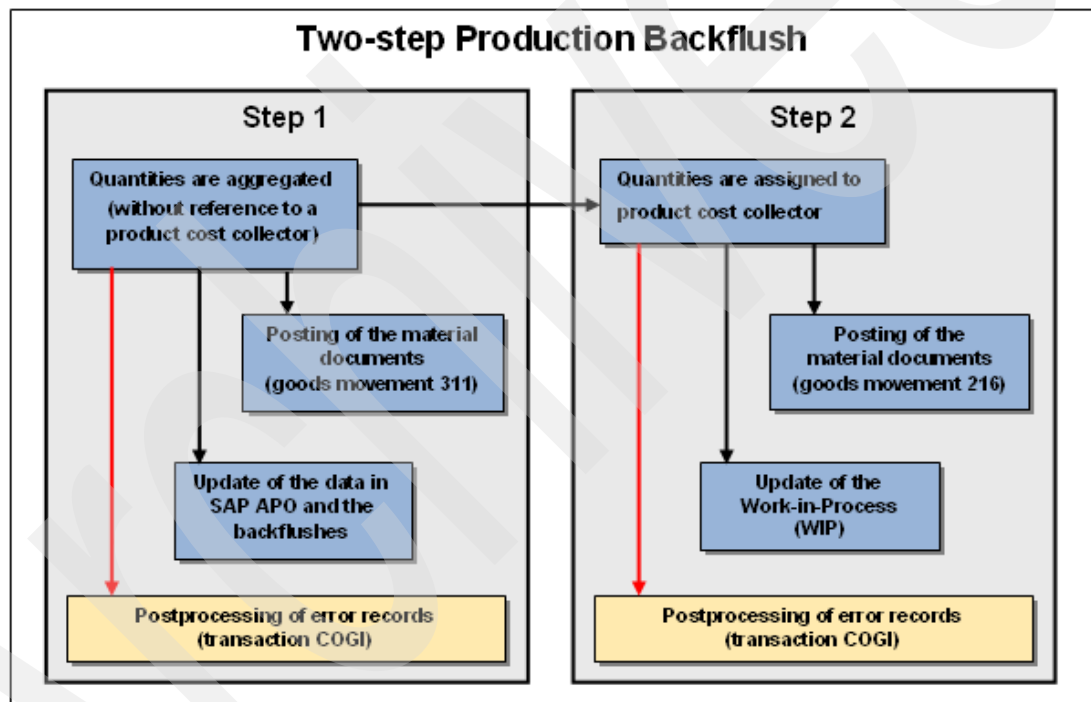 Two-step Production Backflush
Step 1
Quantities are aggregated
(without reference to a
product cost collector)
Posting of the material
documents
(goods movement 311)
Update of the data in
SAP APO and the
backflushes
Postprocessing of error records
(transaction COGI)
Step 2
Quantities are assigned to
product cost collector
Posting of the
material documents
(goods movement 216)
Update of the
Work-in-Process
(WIP)
Postprocessing of error records
(transaction COGI)